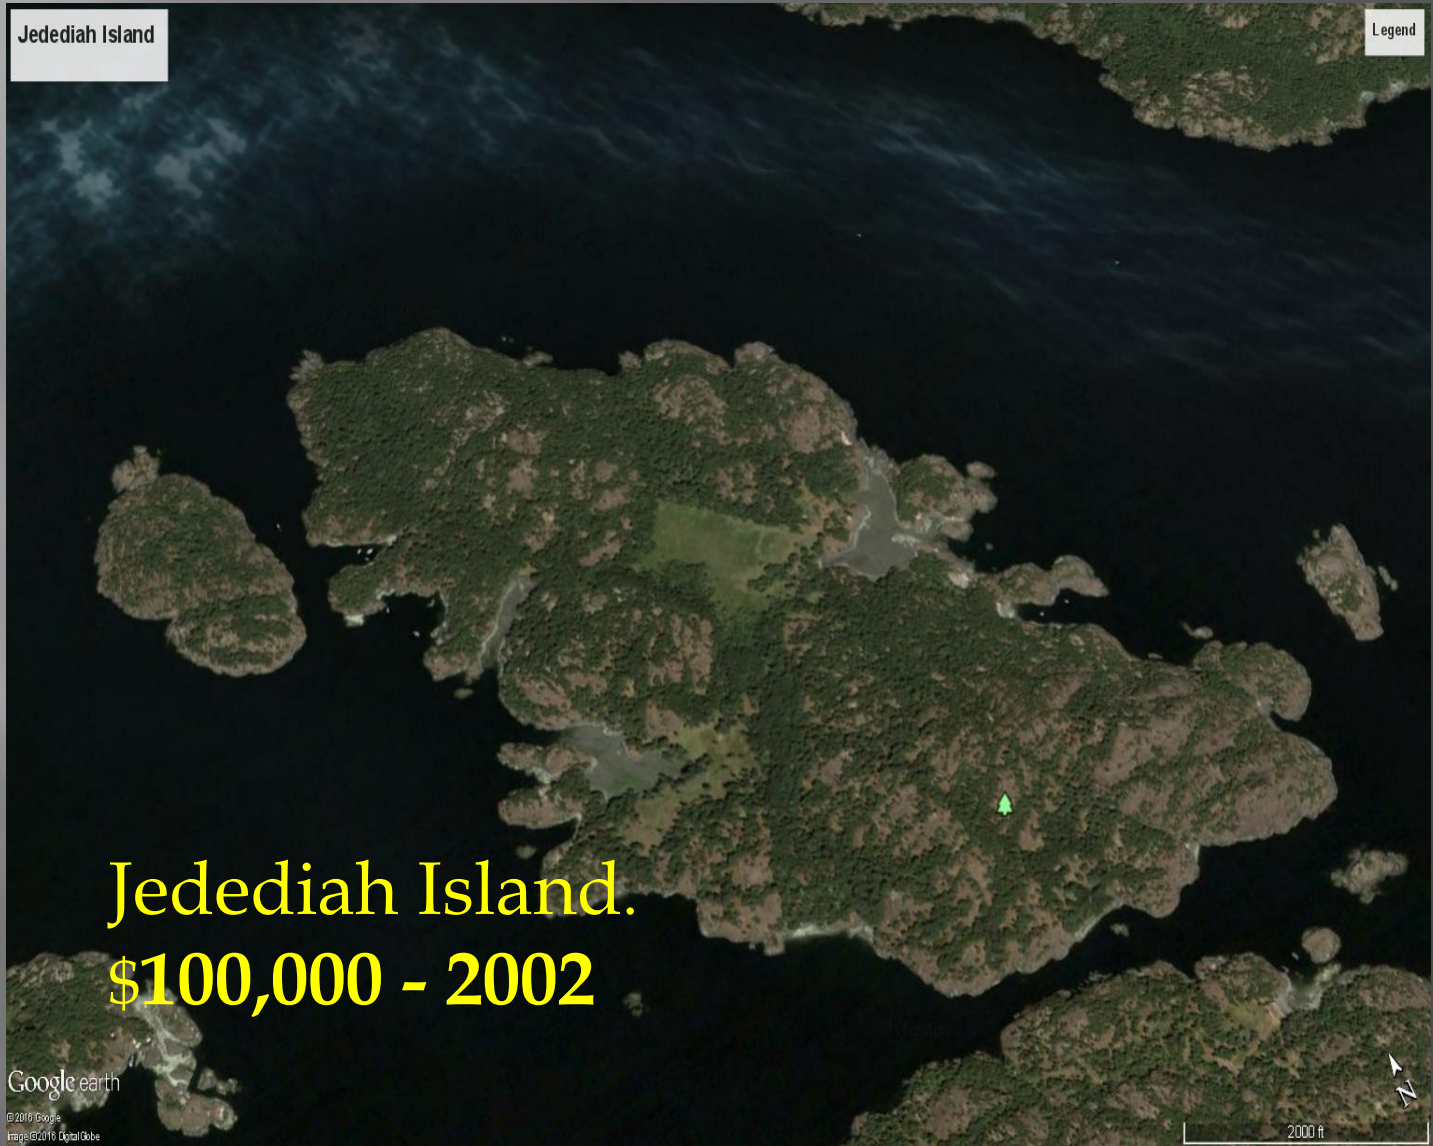 Jedediah Island
Legend
Jedediah Island.
$100,000 - 2002
Google earth
©2016 Google
Image ©2016 DigitalGlobe
N
2000 ft